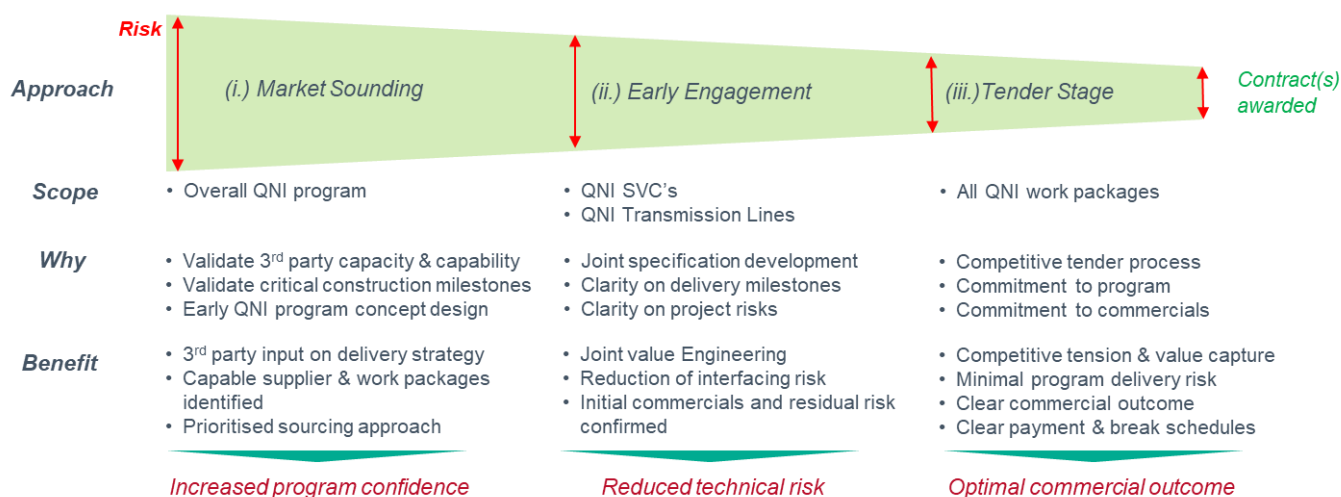 Risk
Approach
(i.) Market Sounding
(ii.) Early Engagement
(iii.)Tender Stage
Contract(s)
awarded
Scope
• Overall QNI program
• QNI SVC's
• QNI Transmission Lines
• All QNI work packages
Why
• Validate 3rd party capacity & capability
• Validate critical construction milestones
• Early QNI program concept design
• Joint specification development
• Clarity on delivery milestones
• Clarity on project risks
• Competitive tender process
• Commitment to program
• Commitment to commercials
Benefit
• 3rd party input on delivery strategy
• Capable supplier & work packages
identified
• Prioritised sourcing approach
• Joint value Engineering
• Reduction of interfacing risk
• Initial commercials and residual risk
confirmed
• Competitive tension & value capture
• Minimal program delivery risk
• Clear commercial outcome
• Clear payment & break schedules
Increased program confidence
Reduced technical risk
Optimal commercial outcome